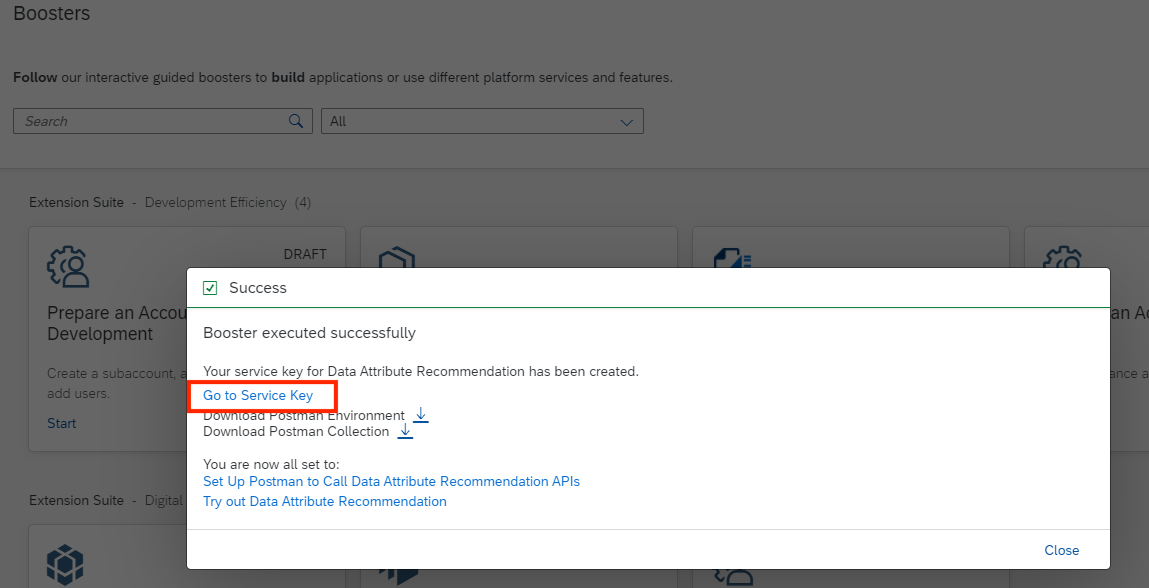 Boosters
Follow our interactive guided boosters to build applications or use different platform services and features.
Search
All
Extension Suite - Development Efficiency (4)
DRAFT
Prepare an Accou
Development
Create a subaccount, a
add users.
Start
an Ac
ance a
Success
Booster executed successfully
Your service key for Data Attribute Recommendation has been created.
Go to Service Key
Download Postman Environment
Download Postman Collection
You are now all set to:
Set Up Postman to Call Data Attribute Recommendation APIs
Try out Data Attribute Recommendation
Close
Extension Suite - Digital